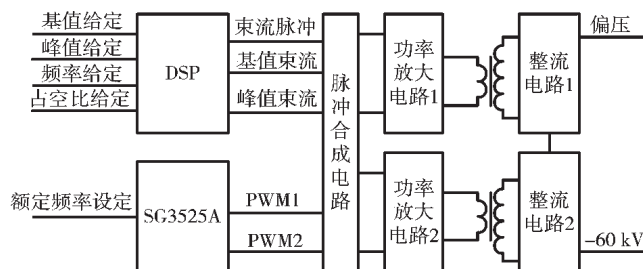 基值给定
峰值给定
频率给定
占空比给定
DSP
束流脉冲
基值束流
峰值束流
脉冲合成电路
功率
放大
电路1
整流
电路1
偏压
额定频率设定
SG3525A
PWM1
PWM2
功率
放大
电路2
整流
电路2
-60 kV